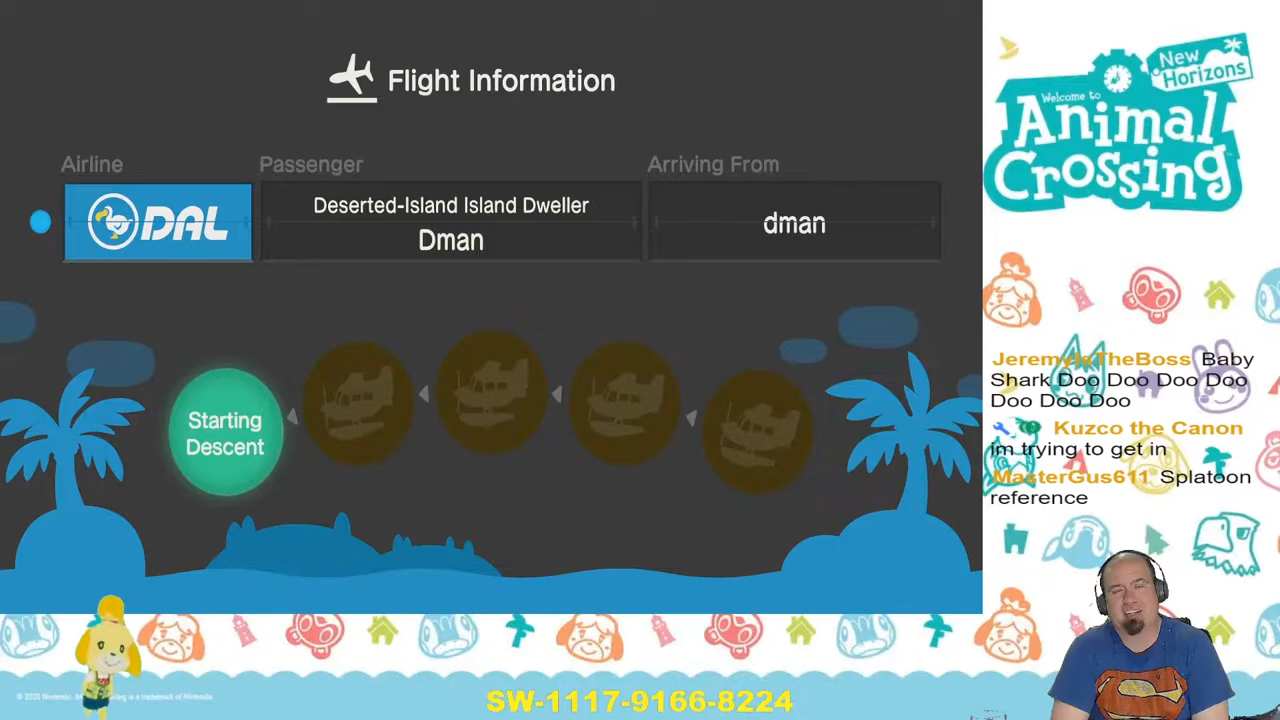 Flight Information
Airline
Passenger
Arriving From
DAL
Deserted-Island Island Dweller
Dman
dman
Starting
Descent
New
Horizons
Welcome to
Animal
Crossing
JeremyIsTheBoss Baby
Shark Doo Doo Doo Doo
Doo Doo Doo
Kuzco the Canon
im trying to get in
MasterGus611 Splatoon
reference
SW-1117-9166-8224